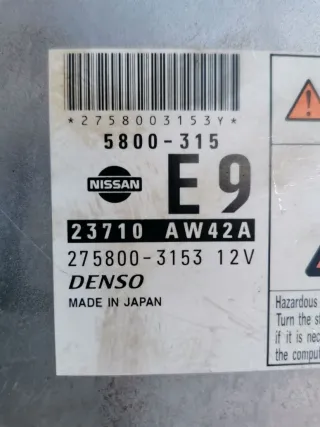 *2758003153Y*
5800-315
NISSAN
E9
23710 AW42A
275800-3153 12V
DENSO
MADE IN JAPAN
Hazardous
Turn the
if it is nec
the comput